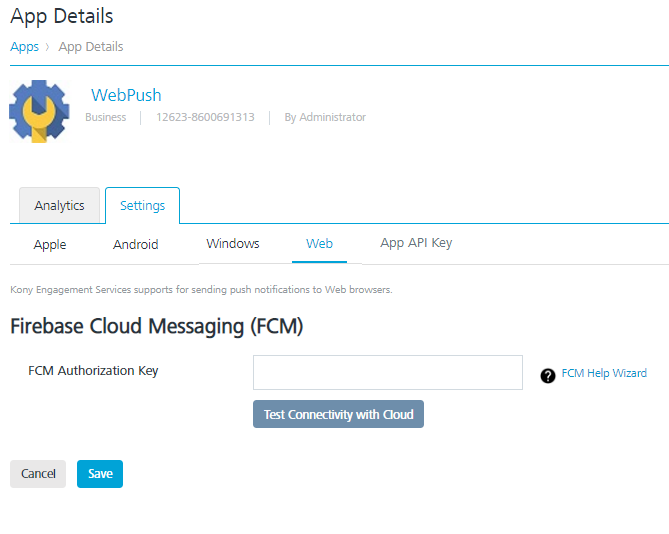 App Details
Apps › App Details
WebPush
Business | 12623-8600691313 | By Administrator
Analytics Settings
Apple Android Windows Web App API Key
Kony Engagement Services supports for sending push notifications to Web browsers.
Firebase Cloud Messaging (FCM)
FCM Authorization Key ? FCM Help Wizard
Test Connectivity with Cloud
Cancel Save